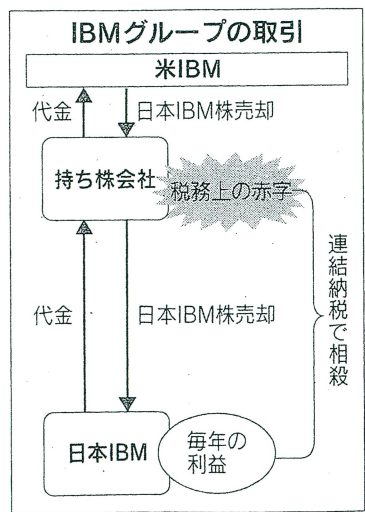 IBMグループの取引
米IBM
代金
日本IBM株売却
持ち株会社
税務上の赤字
代金
日本IBM株売却
連結納税で相殺
日本IBM
毎年の
利益